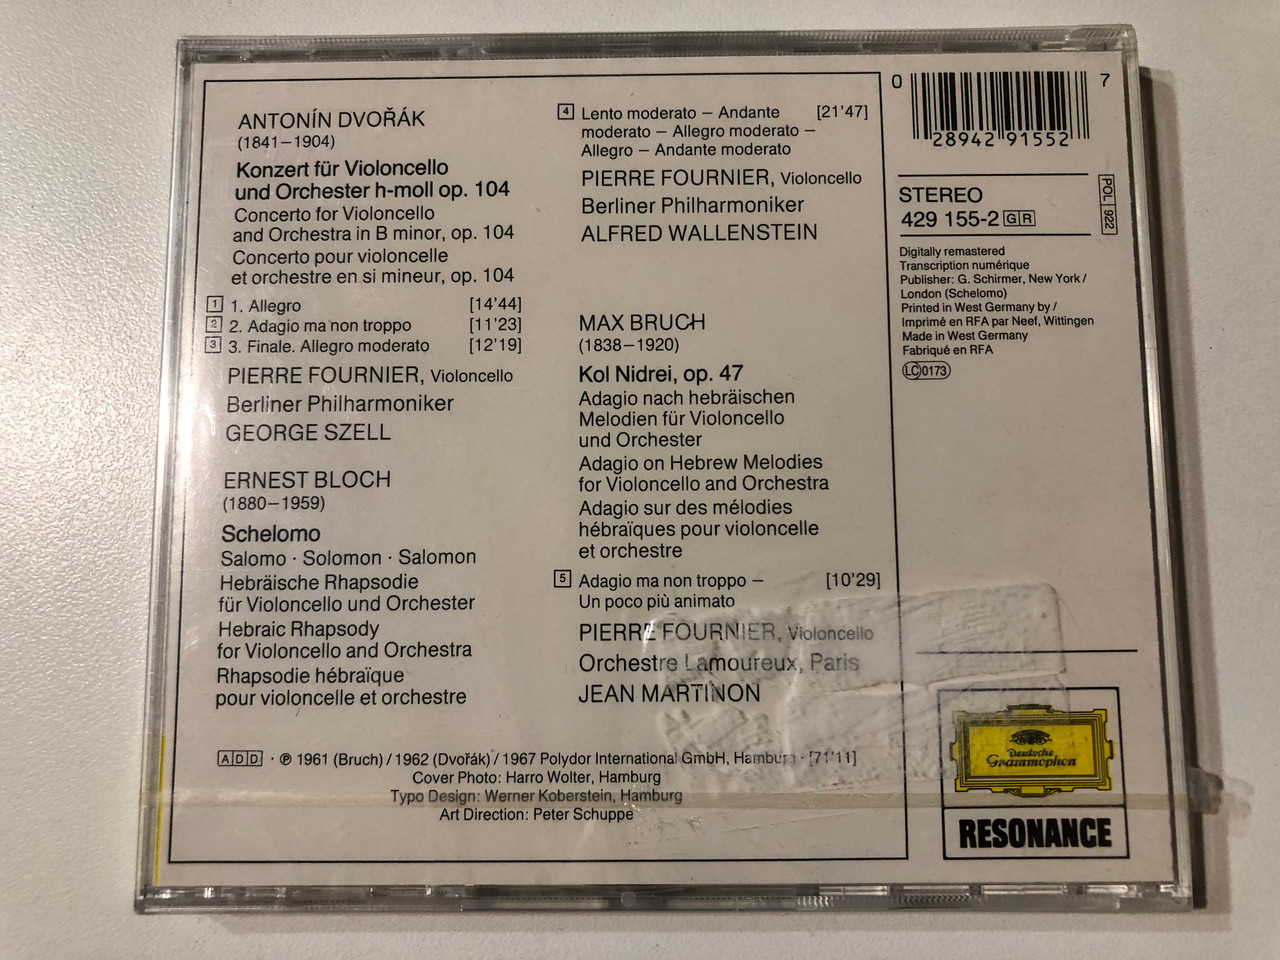 ANTONÍN DVOŘÁK
(1841–1904)
Konzert für Violoncello
und Orchester h-moll op. 104
Concerto for Violoncello
and Orchestra in B minor, op. 104
Concerto pour violoncelle
et orchestre en si mineur, op. 104
1 1. Allegro [14'44]
2 2. Adagio ma non troppo [11'23]
3 3. Finale. Allegro moderato [12'19]
PIERRE FOURNIER, Violoncello
Berliner Philharmoniker
GEORGE SZELL
ERNEST BLOCH
(1880–1959)
Schelomo
Salomo · Solomon · Salomon
Hebräische Rhapsodie
für Violoncello und Orchester
Hebraic Rhapsody
for Violoncello and Orchestra
Rhapsodie hébraïque
pour violoncelle et orchestre
4 Lento moderato – Andante [21'47]
moderato – Allegro moderato –
Allegro – Andante moderato
PIERRE FOURNIER, Violoncello
Berliner Philharmoniker
ALFRED WALLENSTEIN
MAX BRUCH
(1838–1920)
Kol Nidrei, op. 47
Adagio nach hebräischen
Melodien für Violoncello
und Orchester
Adagio on Hebrew Melodies
for Violoncello and Orchestra
Adagio sur des mélodies
hébraïques pour violoncelle
et orchestre
5 Adagio ma non troppo – [10'29]
Un poco più animato
PIERRE FOURNIER, Violoncello
Orchestre Lamoureux, Paris
JEAN MARTINON
ADD · ℗ 1961 (Bruch) / 1962 (Dvořák) / 1967 Polydor International GmbH, Hamburg · [71'11]
Cover Photo: Harro Wolter, Hamburg
Typo Design: Werner Koberstein, Hamburg
Art Direction: Peter Schuppe
0 7
28942 91552
STEREO
429 155-2 GR
POL 922
Digitally remastered
Transcription numérique
Publisher: G. Schirmer, New York /
London (Schelomo)
Printed in West Germany by /
Imprimé en RFA par Neef, Wittingen
Made in West Germany
Fabriqué en RFA
LC 0173
Deutsche
Grammophon
RESONANCE